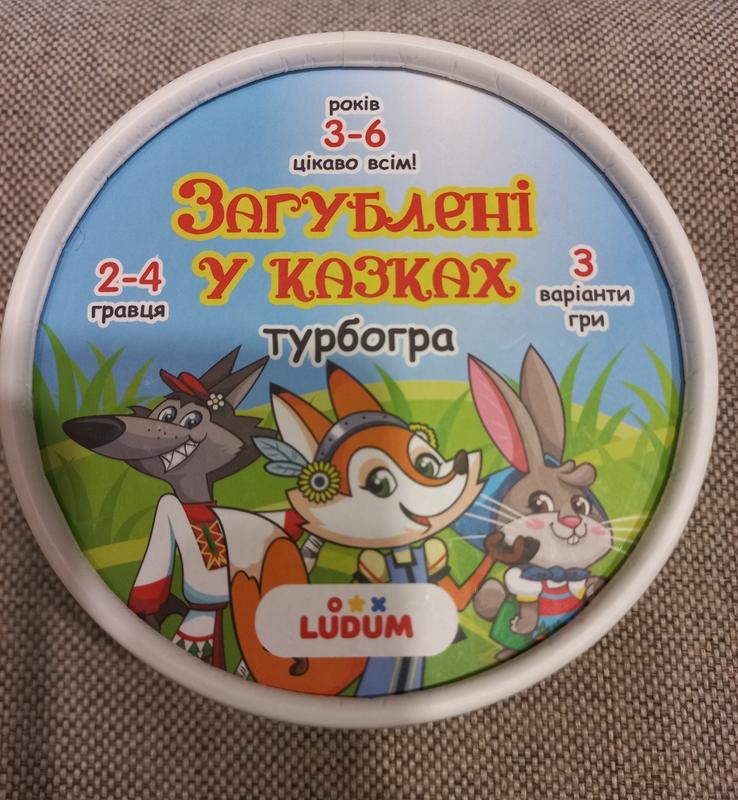 років
3-6
цікаво всім!
Загублені
у казках
2-4
гравця
3
варіанти
гри
турбогра
LUDUM